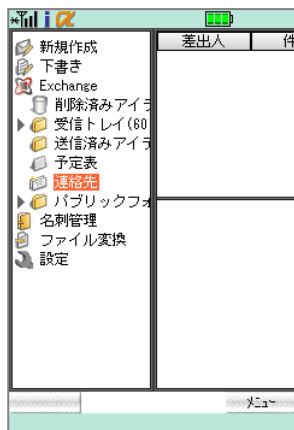 差出人 件
新規作成
下書き
Exchange
削除済みアイテ
受信トレイ(60
送信済みアイテ
予定表
連絡先
パブリックフォ
名刺管理
ファイル変換
設定
メニュー